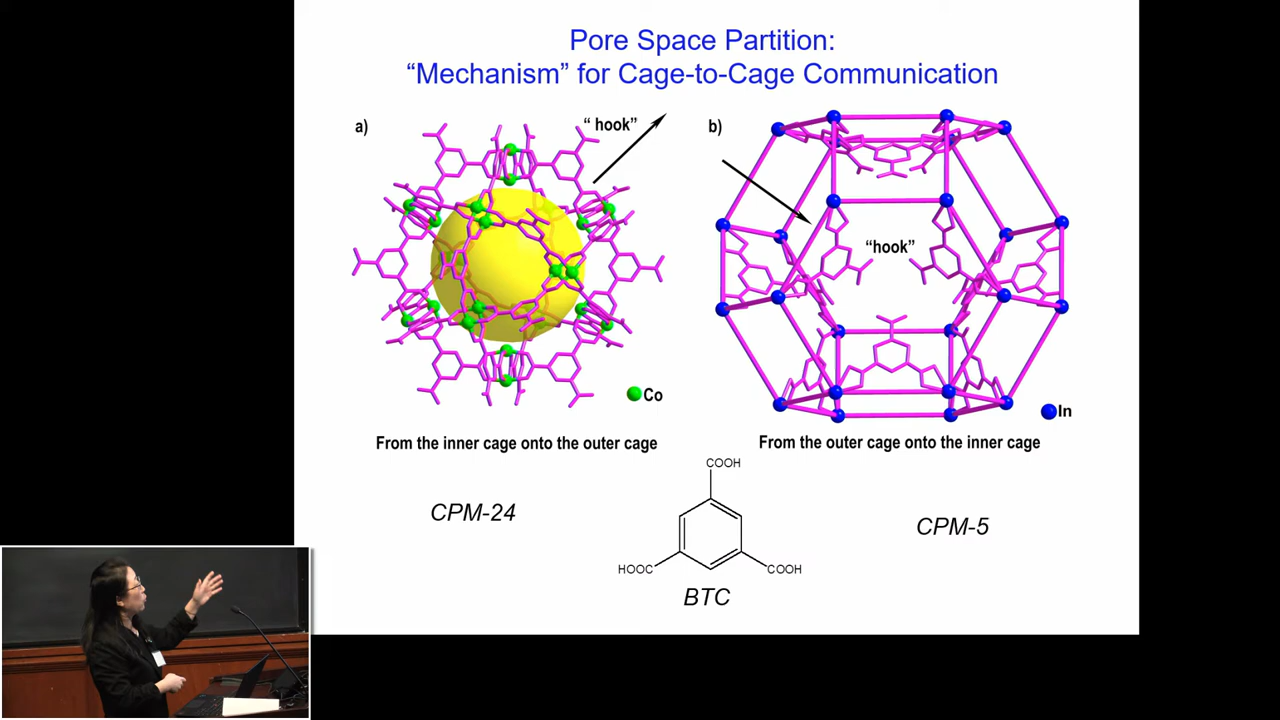 Pore Space Partition:
“Mechanism” for Cage-to-Cage Communication
a)
“ hook”
b)
“hook”
Co
In
From the inner cage onto the outer cage
From the outer cage onto the inner cage
COOH
CPM-24
CPM-5
HOOC
COOH
BTC